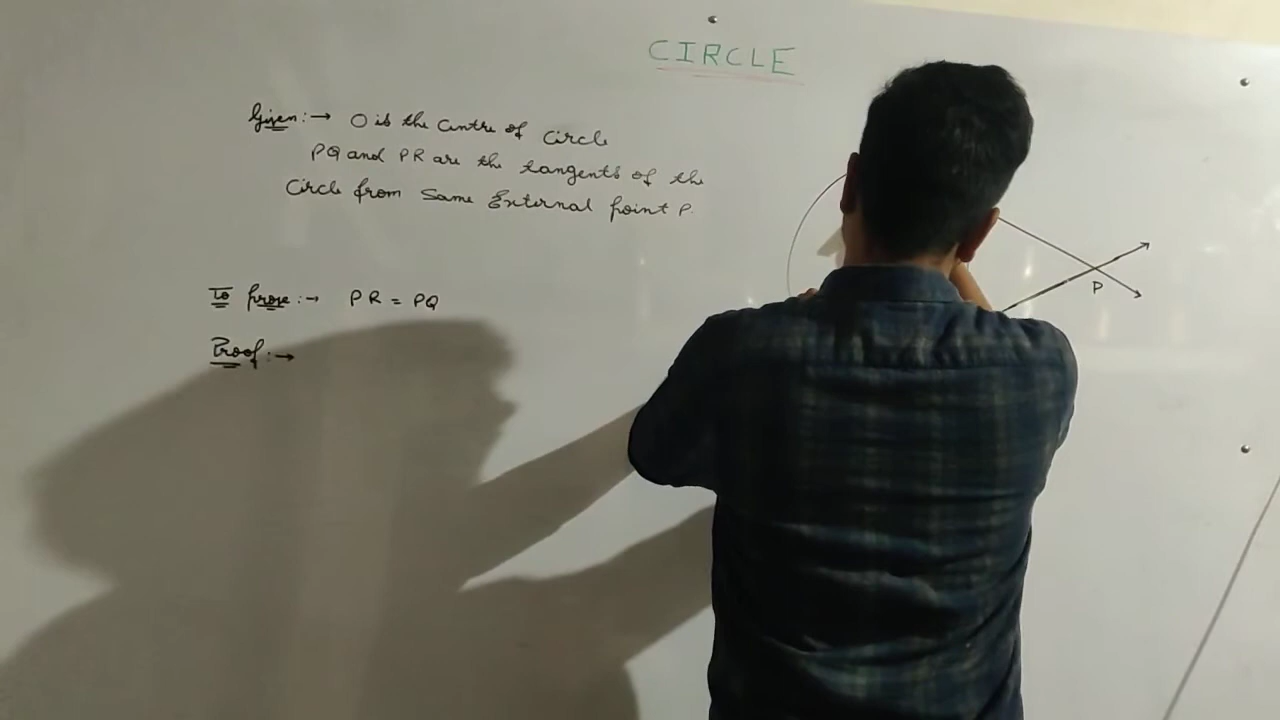 CIRCLE
Given:→ O is the Centre of Circle
PQ and PR are the tangents of the
Circle from Same External point P.
To prove:→ PR = PQ
Proof:→
P